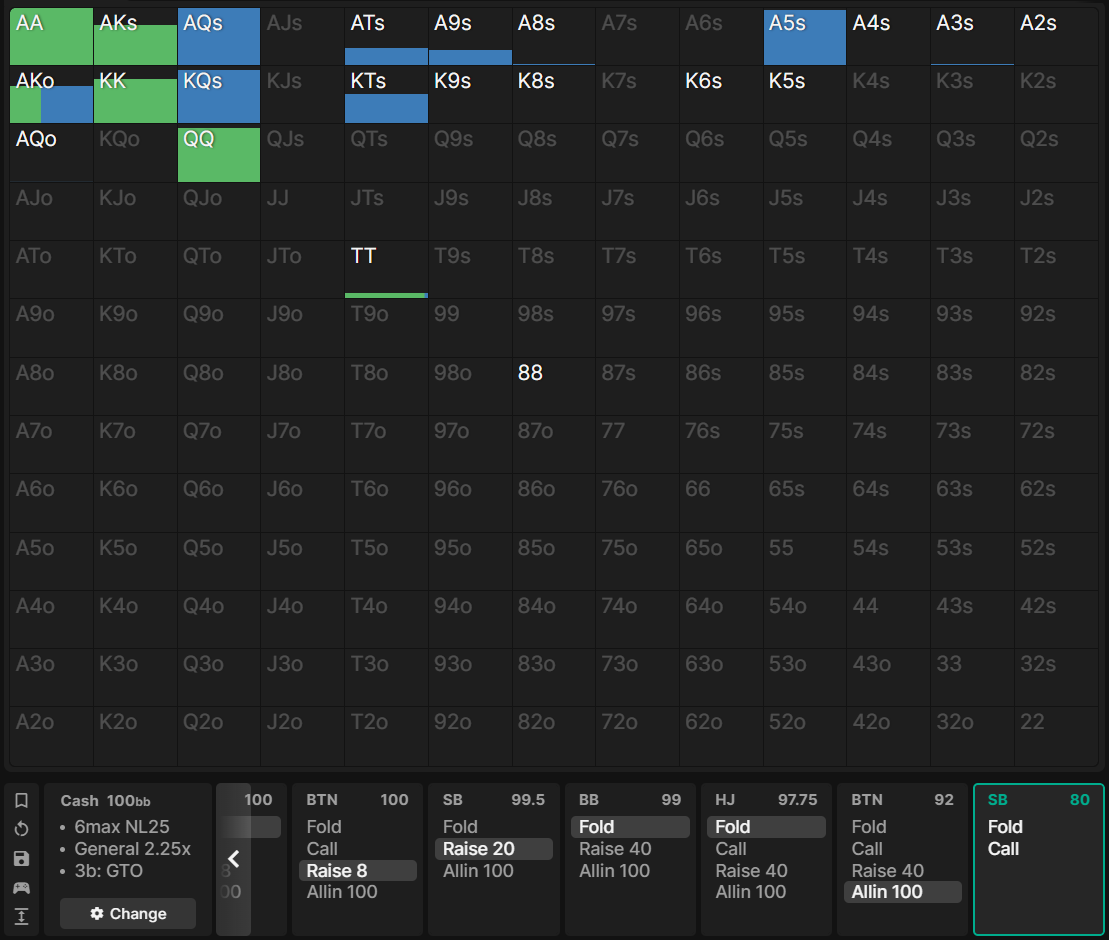 AA AKs AQs AJs ATs A9s A8s A7s A6s A5s A4s A3s A2s
AKo KK KQs KJs KTs K9s K8s K7s K6s K5s K4s K3s K2s
AQo KQo QQ QJs QTs Q9s Q8s Q7s Q6s Q5s Q4s Q3s Q2s
AJo KJo QJo JJ JTs J9s J8s J7s J6s J5s J4s J3s J2s
ATo KTo QTo JTo TT T9s T8s T7s T6s T5s T4s T3s T2s
A9o K9o Q9o J9o T9o 99 98s 97s 96s 95s 94s 93s 92s
A8o K8o Q8o J8o T8o 98o 88 87s 86s 85s 84s 83s 82s
A7o K7o Q7o J7o T7o 97o 87o 77 76s 75s 74s 73s 72s
A6o K6o Q6o J6o T6o 96o 86o 76o 66 65s 64s 63s 62s
A5o K5o Q5o J5o T5o 95o 85o 75o 65o 55 54s 53s 52s
A4o K4o Q4o J4o T4o 94o 84o 74o 64o 54o 44 43s 42s
A3o K3o Q3o J3o T3o 93o 83o 73o 63o 53o 43o 33 32s
A2o K2o Q2o J2o T2o 92o 82o 72o 62o 52o 42o 32o 22
Cash 100bb
• 6max NL25
• General 2.25x
• 3b: GTO
Change
100
8
00
BTN 100
Fold
Call
Raise 8
Allin 100
SB 99.5
Fold
Call
Raise 20
Allin 100
BB 99
Fold
Raise 40
Allin 100
HJ 97.75
Fold
Call
Raise 40
Allin 100
BTN 92
Fold
Call
Raise 40
Allin 100
SB 80
Fold
Call